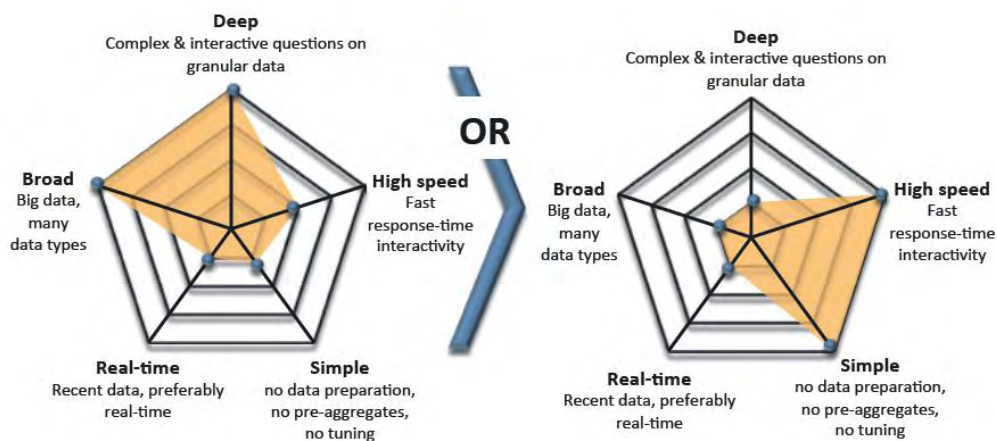 Deep
Complex & interactive questions on
granular data
Broad
Big data,
many
data types
High speed
Fast
response-time
interactivity
Real-time
Recent data, preferably
real-time
Simple
no data preparation,
no pre-aggregates,
no tuning
OR
Deep
Complex & interactive questions on
granular data
Broad
Big data,
many
data types
High speed
Fast
response-time
interactivity
Real-time
Recent data, preferably
real-time
Simple
no data preparation,
no pre-aggregates,
no tuning